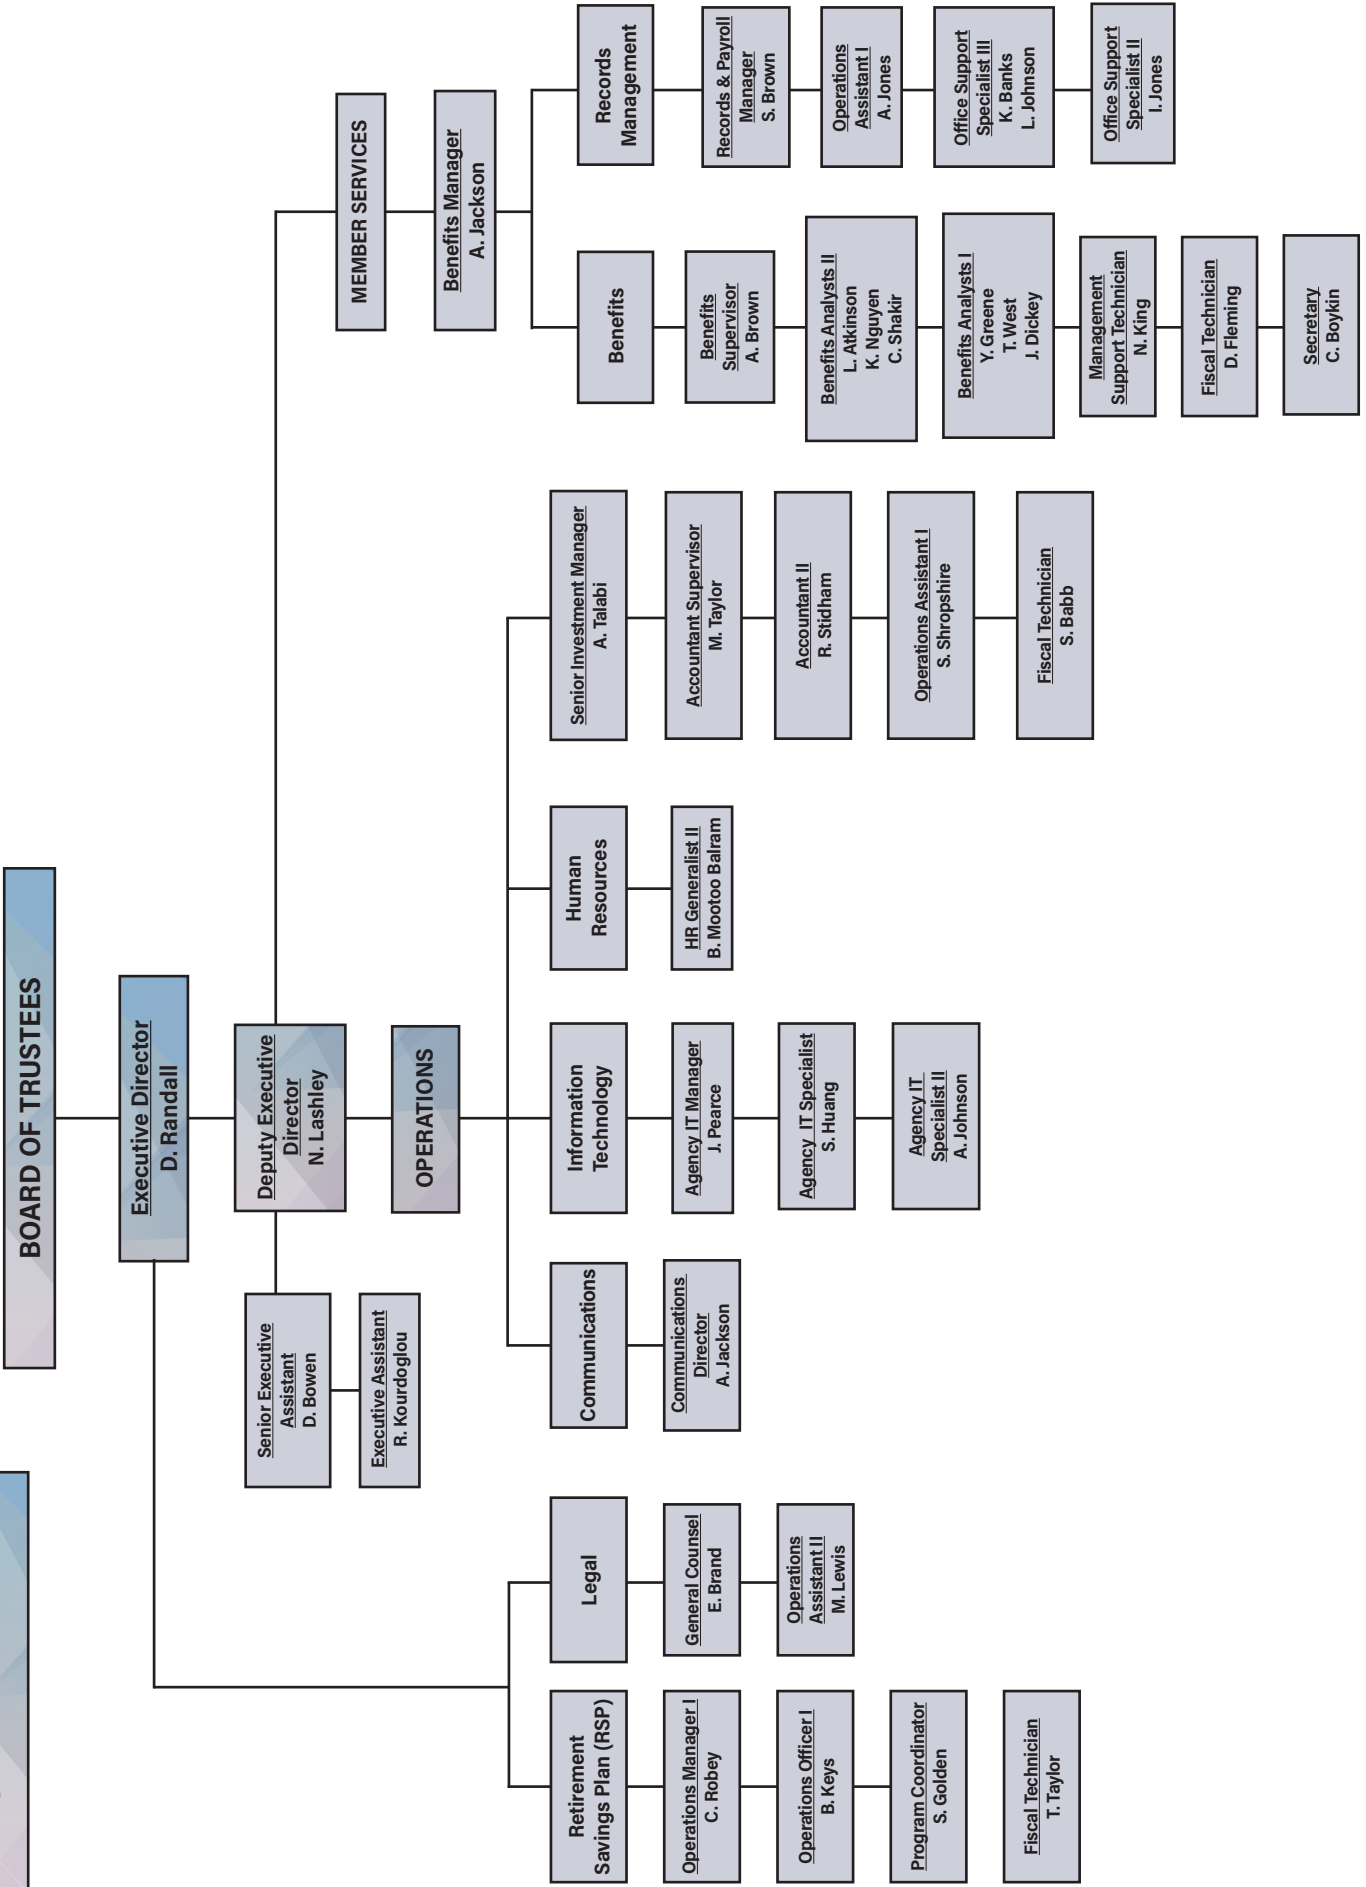 BOARD OF TRUSTEES
Executive Director
D. Randall
Deputy Executive
Director
N. Lashley
Senior Executive
Assistant
D. Bowen
Executive Assistant
R. Kourdoglou
OPERATIONS
MEMBER SERVICES
Benefits Manager
A. Jackson
Retirement
Savings Plan (RSP)
Operations Manager I
C. Robey
Operations Officer I
B. Keys
Program Coordinator
S. Golden
Fiscal Technician
T. Taylor
Legal
General Counsel
E. Brand
Operations
Assistant II
M. Lewis
Communications
Communications
Director
A. Jackson
Information
Technology
Agency IT Manager
J. Pearce
Agency IT Specialist
S. Huang
Agency IT
Specialist II
A. Johnson
Human
Resources
HR Generalist II
B. Mootoo Balram
Senior Investment Manager
A. Talabi
Accountant Supervisor
M. Taylor
Accountant II
R. Stidham
Operations Assistant I
S. Shropshire
Fiscal Technician
S. Babb
Benefits
Benefits
Supervisor
A. Brown
Benefits Analysts II
L. Atkinson
K. Nguyen
C. Shakir
Benefits Analysts I
Y. Greene
T. West
J. Dickey
Management
Support Technician
N. King
Fiscal Technician
D. Fleming
Secretary
C. Boykin
Records
Management
Records & Payroll
Manager
S. Brown
Operations
Assistant I
A. Jones
Office Support
Specialist III
K. Banks
L. Johnson
Office Support
Specialist II
I. Jones